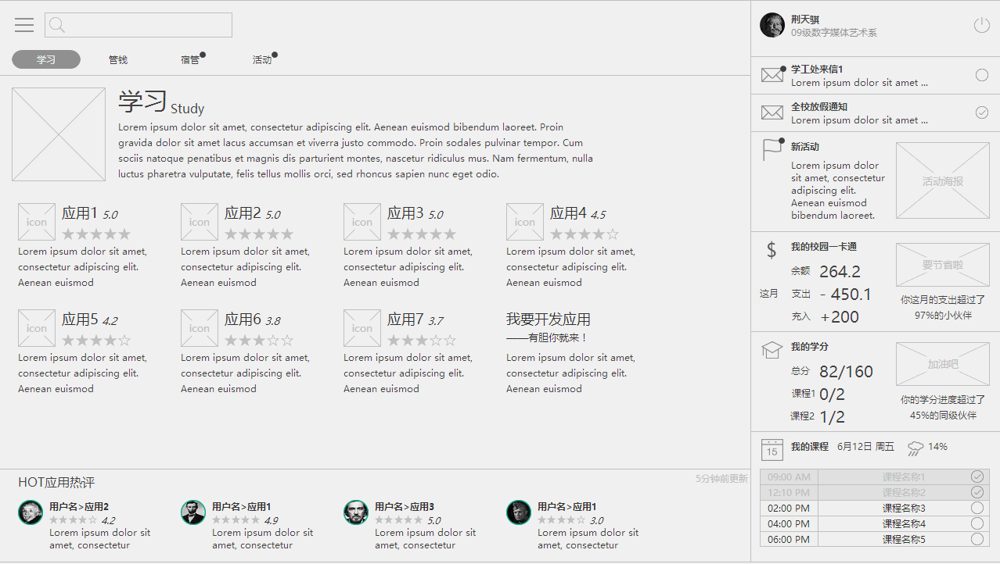 学习
管钱
宿管
活动
学习 Study
Lorem ipsum dolor sit amet, consectetur adipiscing elit. Aenean euismod bibendum laoreet. Proin
gravida dolor sit amet lacus accumsan et viverra justo commodo. Proin sodales pulvinar tempor. Cum
sociis natoque penatibus et magnis dis parturient montes, nascetur ridiculus mus. Nam fermentum, nulla
luctus pharetra vulputate, felis tellus mollis orci, sed rhoncus sapien nunc eget odio.
icon
应用1 5.0
Lorem ipsum dolor sit amet,
consectetur adipiscing elit.
Aenean euismod
icon
应用2 5.0
Lorem ipsum dolor sit amet,
consectetur adipiscing elit.
Aenean euismod
icon
应用3 5.0
Lorem ipsum dolor sit amet,
consectetur adipiscing elit.
Aenean euismod
icon
应用4 4.5
Lorem ipsum dolor sit amet,
consectetur adipiscing elit.
Aenean euismod
icon
应用5 4.2
Lorem ipsum dolor sit amet,
consectetur adipiscing elit.
Aenean euismod
icon
应用6 3.8
Lorem ipsum dolor sit amet,
consectetur adipiscing elit.
Aenean euismod
icon
应用7 3.7
Lorem ipsum dolor sit amet,
consectetur adipiscing elit.
Aenean euismod
我要开发应用
——有胆你就来！
Lorem ipsum dolor sit amet,
consectetur adipiscing elit.
Aenean euismod
HOT应用热评
5分钟前更新
用户名>应用2
4.2
Lorem ipsum dolor sit
amet, consectetur
用户名>应用1
4.9
Lorem ipsum dolor sit
amet, consectetur
用户名>应用3
5.0
Lorem ipsum dolor sit
amet, consectetur
用户名>应用1
3.0
Lorem ipsum dolor sit
amet, consectetur
荆天骐
09级数字媒体艺术系
学工处来信1
Lorem ipsum dolor sit amet ...
全校放假通知
Lorem ipsum dolor sit amet ...
新活动
Lorem ipsum dolor
sit amet, consectetur
adipiscing elit.
Aenean euismod
bibendum laoreet.
活动海报
$
我的校园一卡通
余额 264.2
这月 支出 - 450.1
充入 +200
要节省啦
你这月的支出超过了
97%的小伙伴
我的学分
总分 82/160
课程1 0/2
课程2 1/2
加油吧
你的学分进度超过了
45%的同级伙伴
15
我的课程 6月12日 周五 14%
09:00 AM 课程名称1
12:10 PM 课程名称2
02:00 PM 课程名称3
04:00 PM 课程名称4
06:00 PM 课程名称5